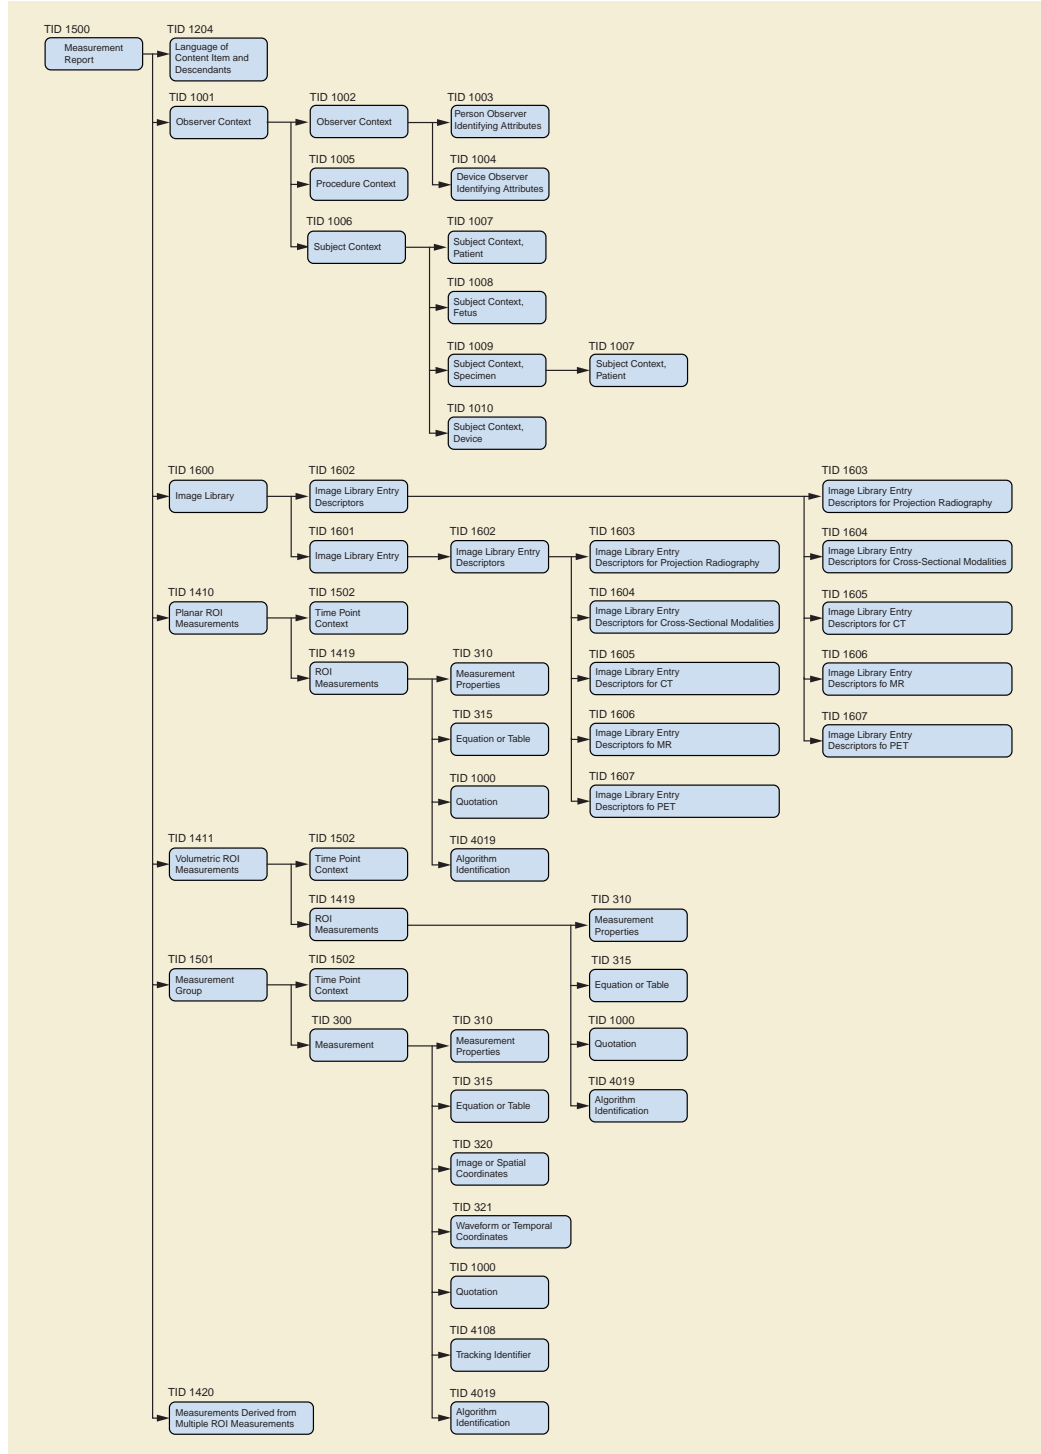 TID 1500
Measurement
Report
TID 1204
Language of
Content Item and
Descendants
TID 1001
Observer Context
TID 1002
Observer Context
TID 1003
Person Observer
Identifying Attributes
TID 1005
Procedure Context
TID 1004
Device Observer
Identifying Attributes
TID 1006
Subject Context
TID 1007
Subject Context,
Patient
TID 1008
Subject Context,
Fetus
TID 1009
Subject Context,
Specimen
TID 1007
Subject Context,
Patient
TID 1010
Subject Context,
Device
TID 1600
Image Library
TID 1602
Image Library Entry
Descriptors
TID 1603
Image Library Entry
Descriptors for Projection Radiography
TID 1601
Image Library Entry
TID 1602
Image Library Entry
Descriptors
TID 1603
Image Library Entry
Descriptors for Projection Radiography
TID 1604
Image Library Entry
Descriptors for Cross-Sectional Modalities
TID 1410
Planar ROI
Measurements
TID 1502
Time Point
Context
TID 1604
Image Library Entry
Descriptors for Cross-Sectional Modalities
TID 1605
Image Library Entry
Descriptors for CT
TID 1419
ROI
Measurements
TID 310
Measurement
Properties
TID 1605
Image Library Entry
Descriptors for CT
TID 1606
Image Library Entry
Descriptors fo MR
TID 315
Equation or Table
TID 1606
Image Library Entry
Descriptors fo MR
TID 1607
Image Library Entry
Descriptors fo PET
TID 1000
Quotation
TID 1607
Image Library Entry
Descriptors fo PET
TID 1411
Volumetric ROI
Measurements
TID 1502
Time Point
Context
TID 4019
Algorithm
Identification
TID 1419
ROI
Measurements
TID 310
Measurement
Properties
TID 1501
Measurement
Group
TID 1502
Time Point
Context
TID 315
Equation or Table
TID 300
Measurement
TID 310
Measurement
Properties
TID 1000
Quotation
TID 315
Equation or Table
TID 4019
Algorithm
Identification
TID 320
Image or Spatial
Coordinates
TID 321
Waveform or Temporal
Coordinates
TID 1000
Quotation
TID 4108
Tracking Identifier
TID 1420
Measurements Derived from
Multiple ROI Measurements
TID 4019
Algorithm
Identification